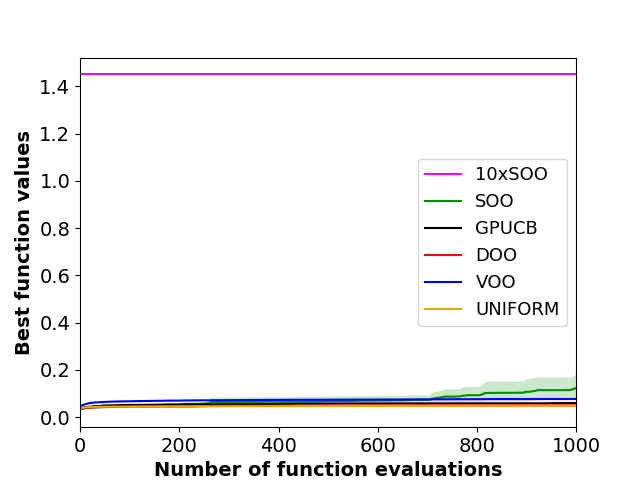 1.4
1.2
1.0
0.8
0.6
0.4
0.2
0.0
Best function values
10xSOO
SOO
GPUCB
DOO
VOO
UNIFORM
0 200 400 600 800 1000
Number of function evaluations